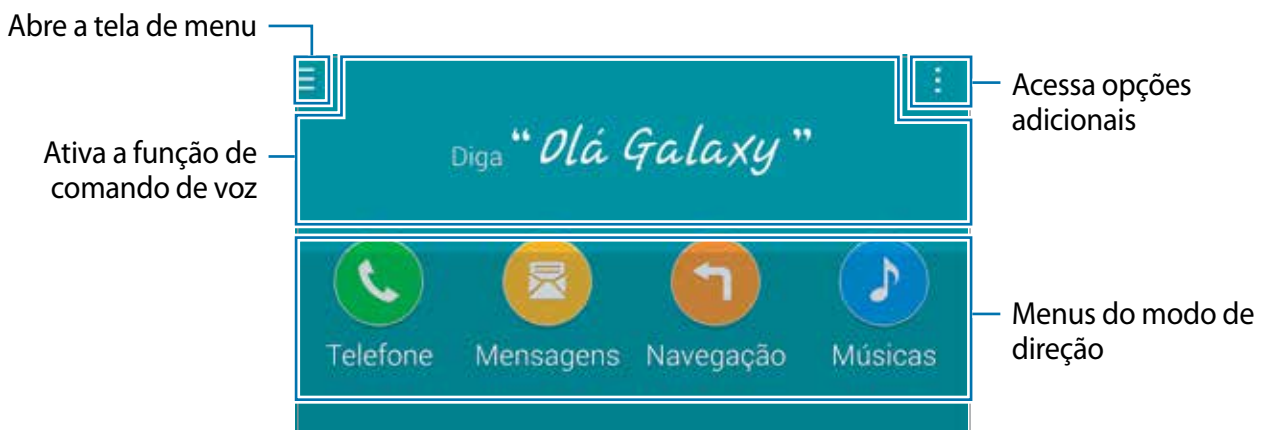 Abre a tela de menu
Acessa opções
adicionais
Ativa a função de
comando de voz
Diga “ Olá Galaxy ”
Menus do modo de
direção
Telefone Mensagens Navegação Músicas